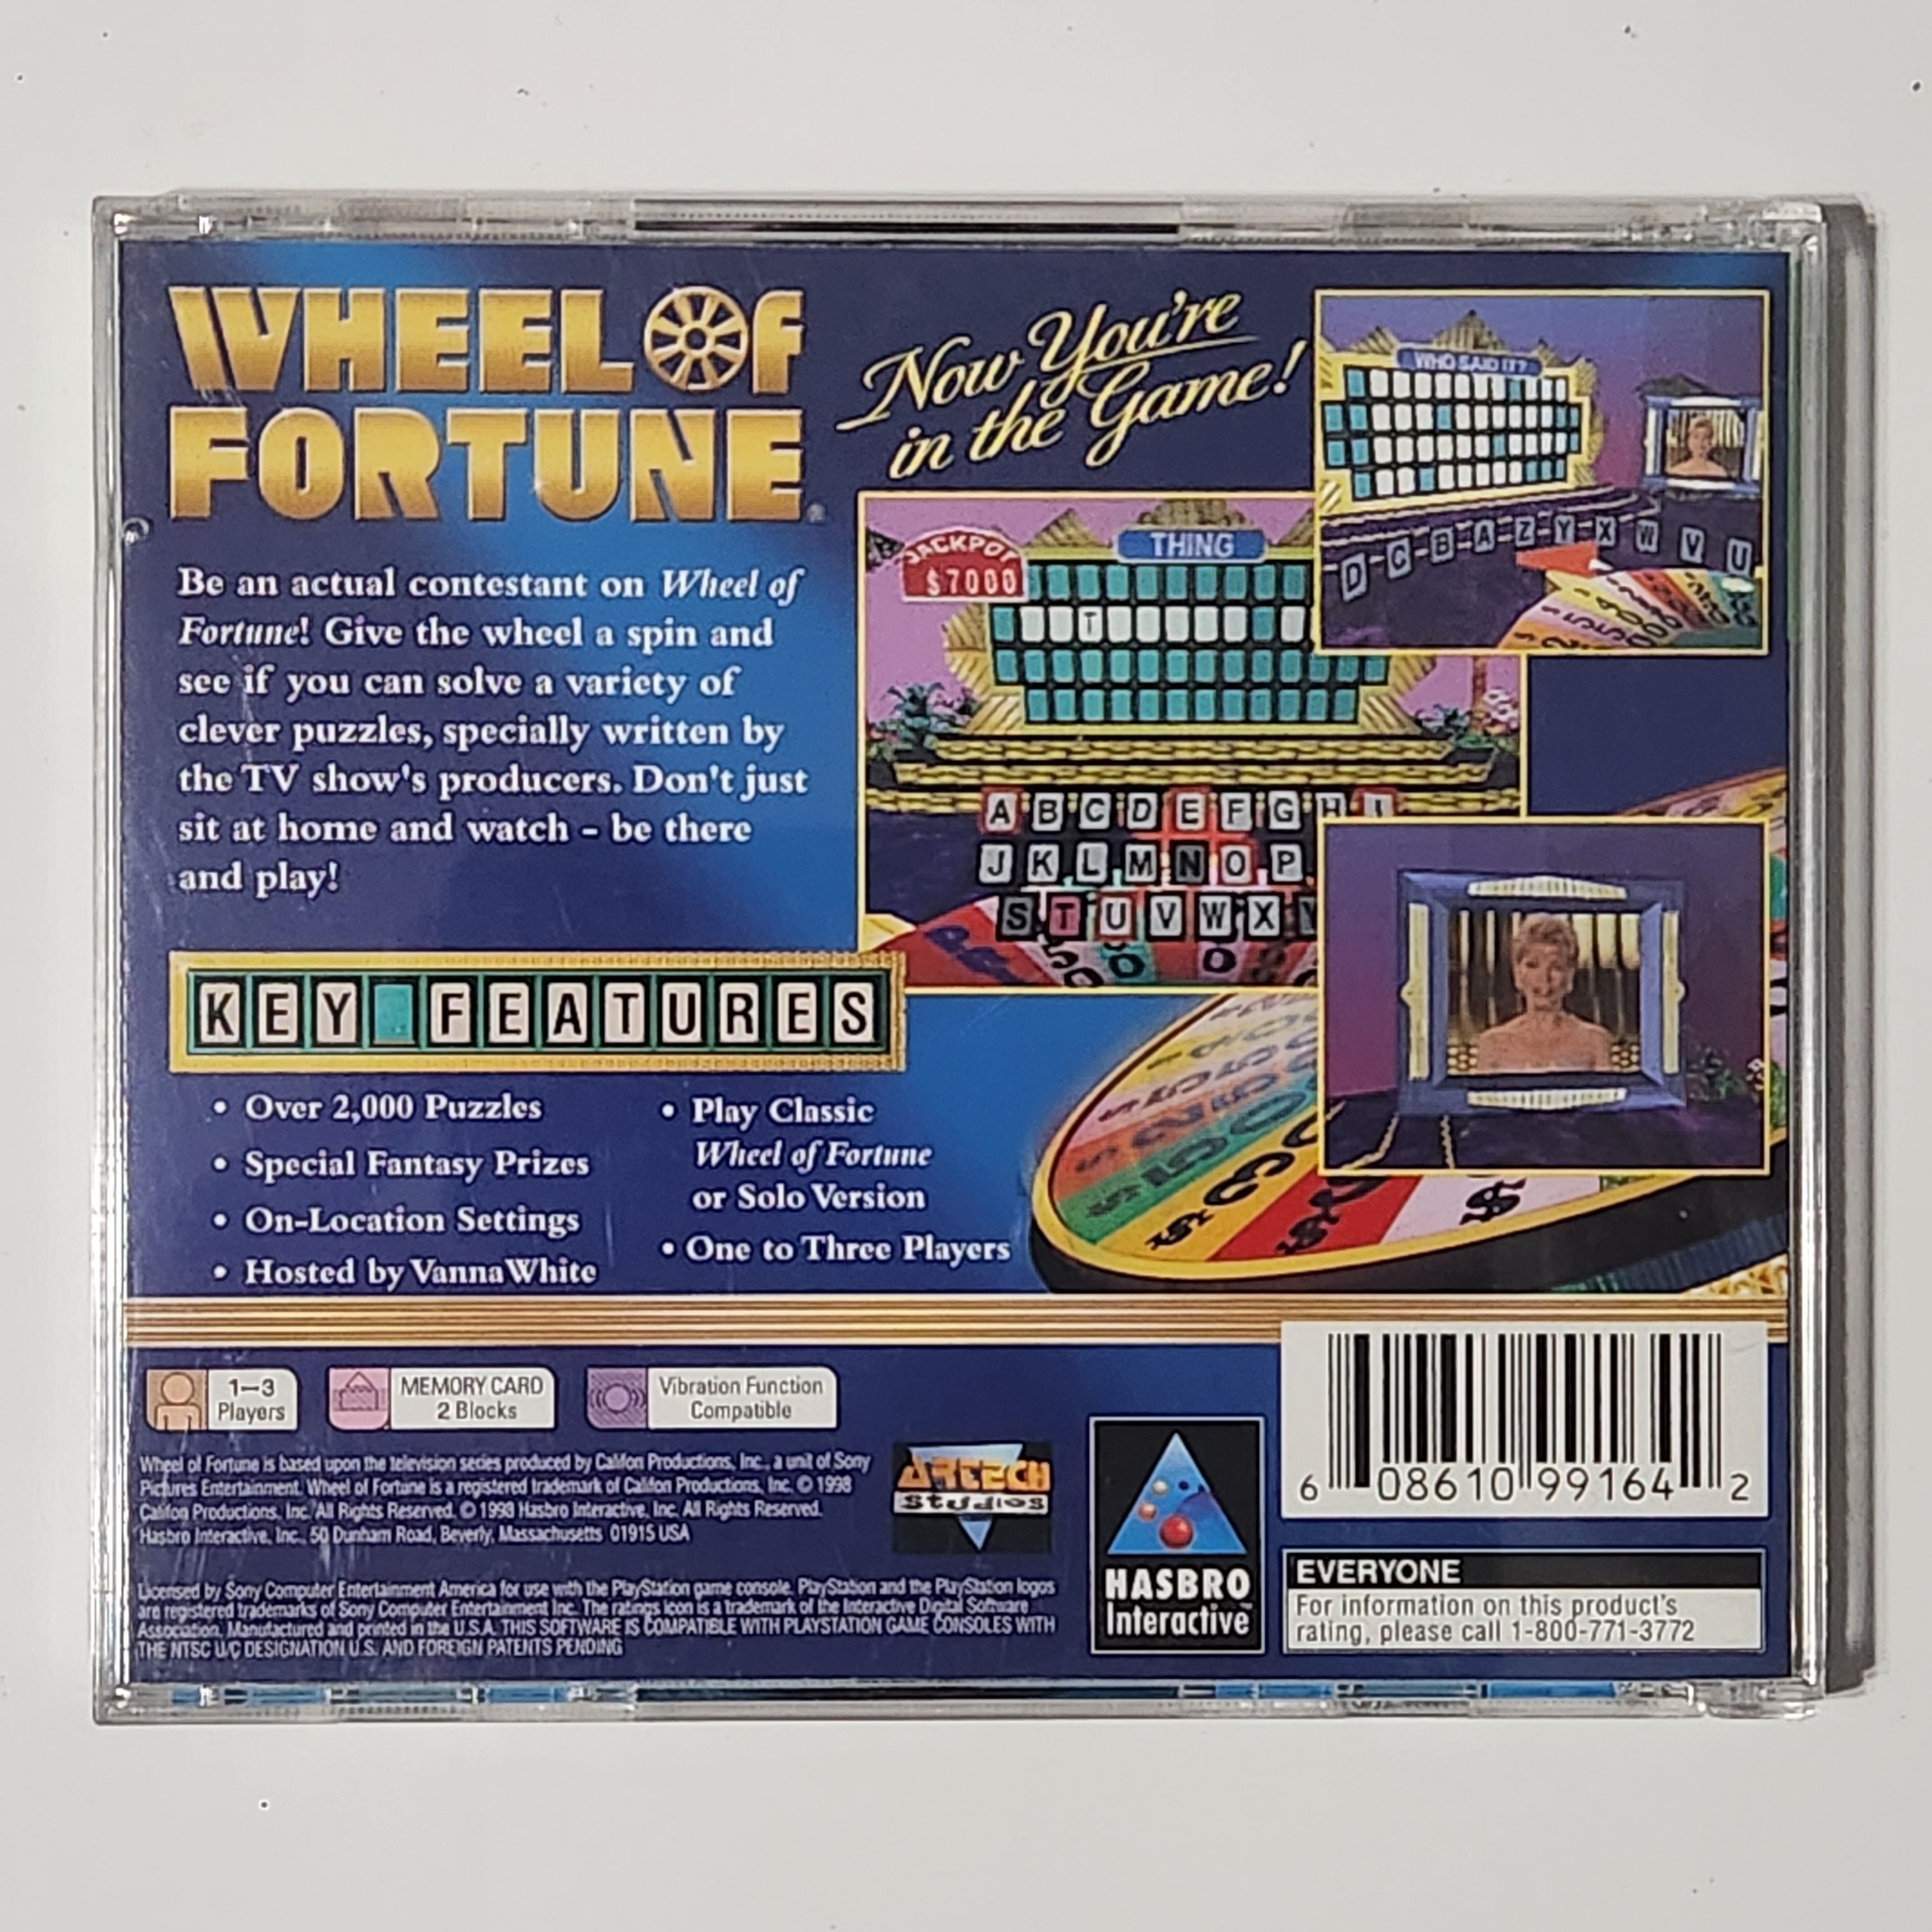 WHEEL OF
FORTUNE
Now You're
in the Game!
Be an actual contestant on Wheel of
Fortune! Give the wheel a spin and
see if you can solve a variety of
clever puzzles, specially written by
the TV show's producers. Don't just
sit at home and watch – be there
and play!
WHO SAID IT?
D C B A Z Y X W V U
JACKPOT
$7000
THING
T
A B C D E F G H I
J K L M N O P
S T U V W X Y
KEY FEATURES
• Over 2,000 Puzzles
• Special Fantasy Prizes
• On-Location Settings
• Hosted by Vanna White
• Play Classic
Wheel of Fortune
or Solo Version
• One to Three Players
1–3
Players
MEMORY CARD
2 Blocks
Vibration Function
Compatible
Wheel of Fortune is based upon the television series produced by Califon Productions, Inc., a unit of Sony
Pictures Entertainment. Wheel of Fortune is a registered trademark of Califon Productions, Inc. © 1998
Califon Productions, Inc. All Rights Reserved. © 1998 Hasbro Interactive, Inc. All Rights Reserved.
Hasbro Interactive, Inc., 50 Dunham Road, Beverly, Massachusetts 01915 USA
Licensed by Sony Computer Entertainment America for use with the PlayStation game console. PlayStation and the PlayStation logos
are registered trademarks of Sony Computer Entertainment Inc. The ratings icon is a trademark of the Interactive Digital Software
Association. Manufactured and printed in the U.S.A. THIS SOFTWARE IS COMPATIBLE WITH PLAYSTATION GAME CONSOLES WITH
THE NTSC U/C DESIGNATION U.S. AND FOREIGN PATENTS PENDING
ARTECH
Studios
HASBRO
Interactive™
6 08610 99164 2
EVERYONE
For information on this product's
rating, please call 1-800-771-3772